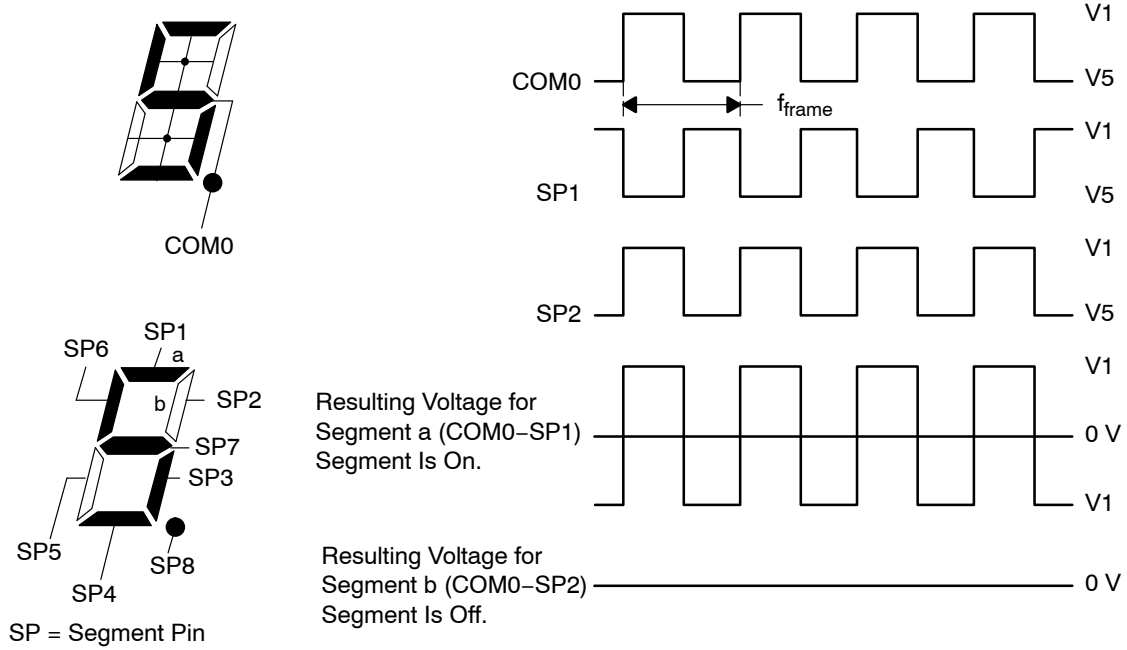 COM0
SP1
a
SP6
b
SP2
SP7
SP3
SP5
SP8
SP4
SP = Segment Pin
V1
COM0
V5
fframe
V1
SP1
V5
V1
SP2
V5
V1
Resulting Voltage for
Segment a (COM0−SP1)
Segment Is On.
0 V
V1
Resulting Voltage for
Segment b (COM0−SP2)
Segment Is Off.
0 V